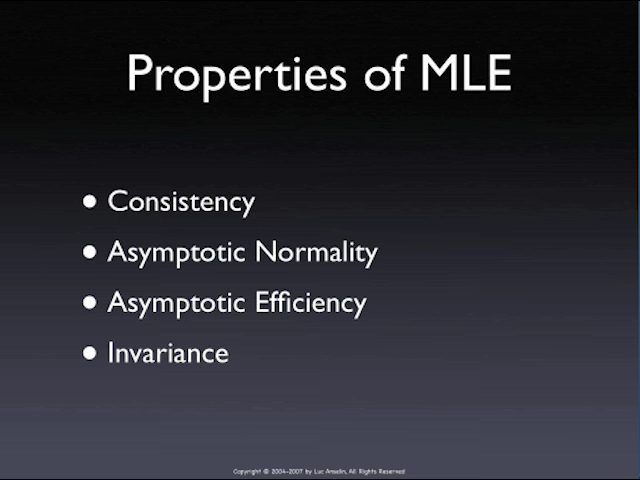 Properties of MLE
• Consistency
• Asymptotic Normality
• Asymptotic Efficiency
• Invariance
Copyright © 2004-2007 by Luc Anselin, All Rights Reserved